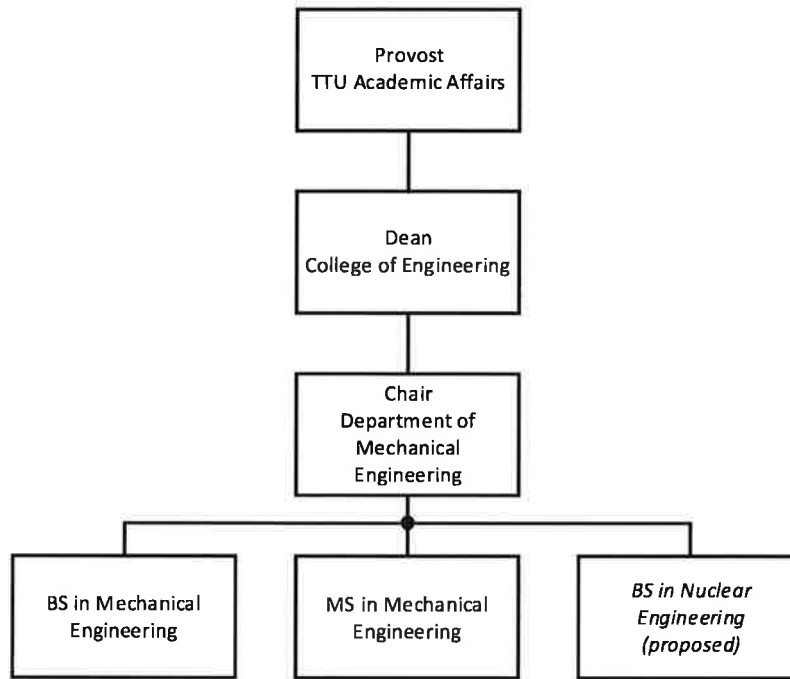 Provost
TTU Academic Affairs
Dean
College of Engineering
Chair
Department of
Mechanical
Engineering
BS in Mechanical
Engineering
MS in Mechanical
Engineering
BS in Nuclear
Engineering
(proposed)